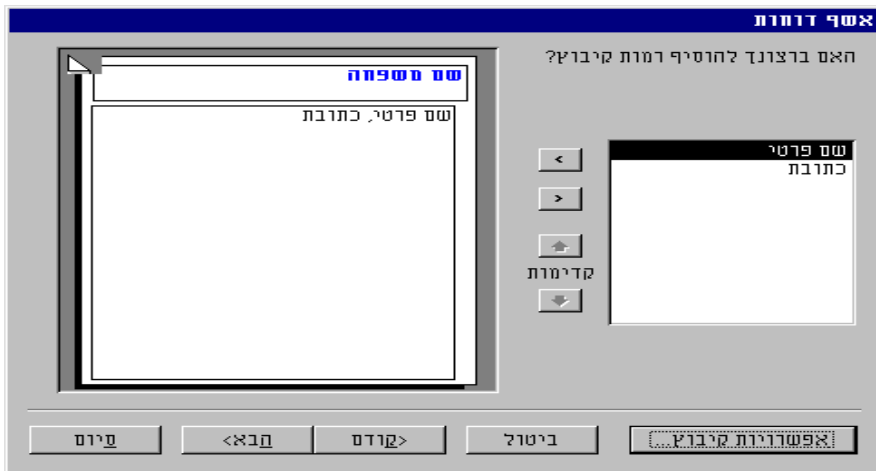 אשף דוחות
האם ברצונך להוסיף רמות קיבוץ?
שם פרטי
כתובת
<
>
קדימות
שם משפחה
שם פרטי, כתובת
אפשרויות קיבוץ...
ביטול
<קודם
הבא>
סיום